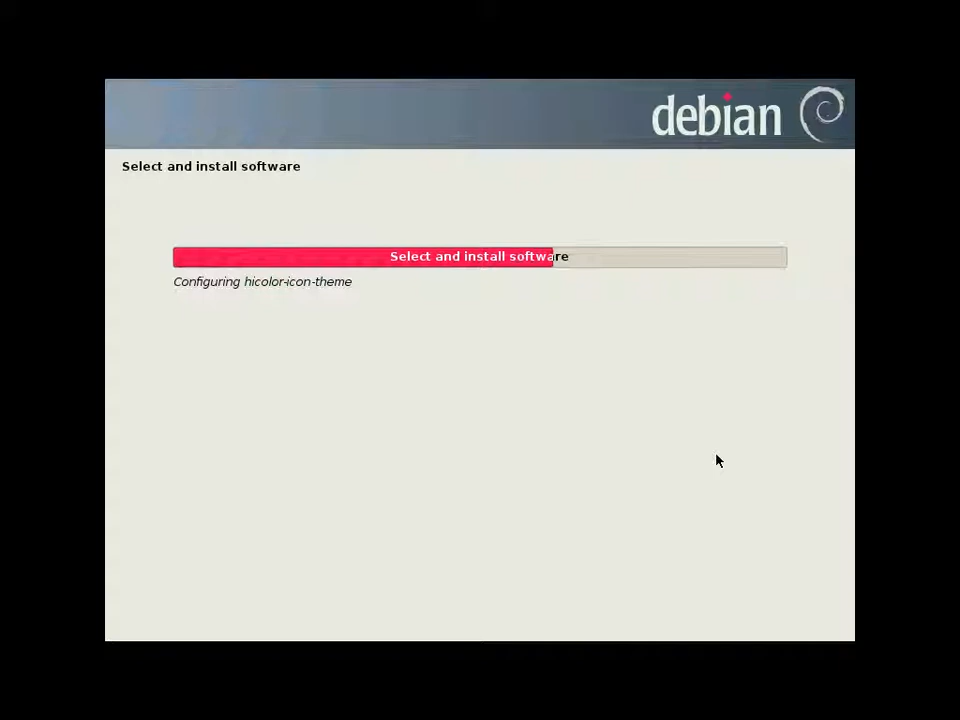 debian
Select and install software
Select and install software
Configuring hicolor-icon-theme